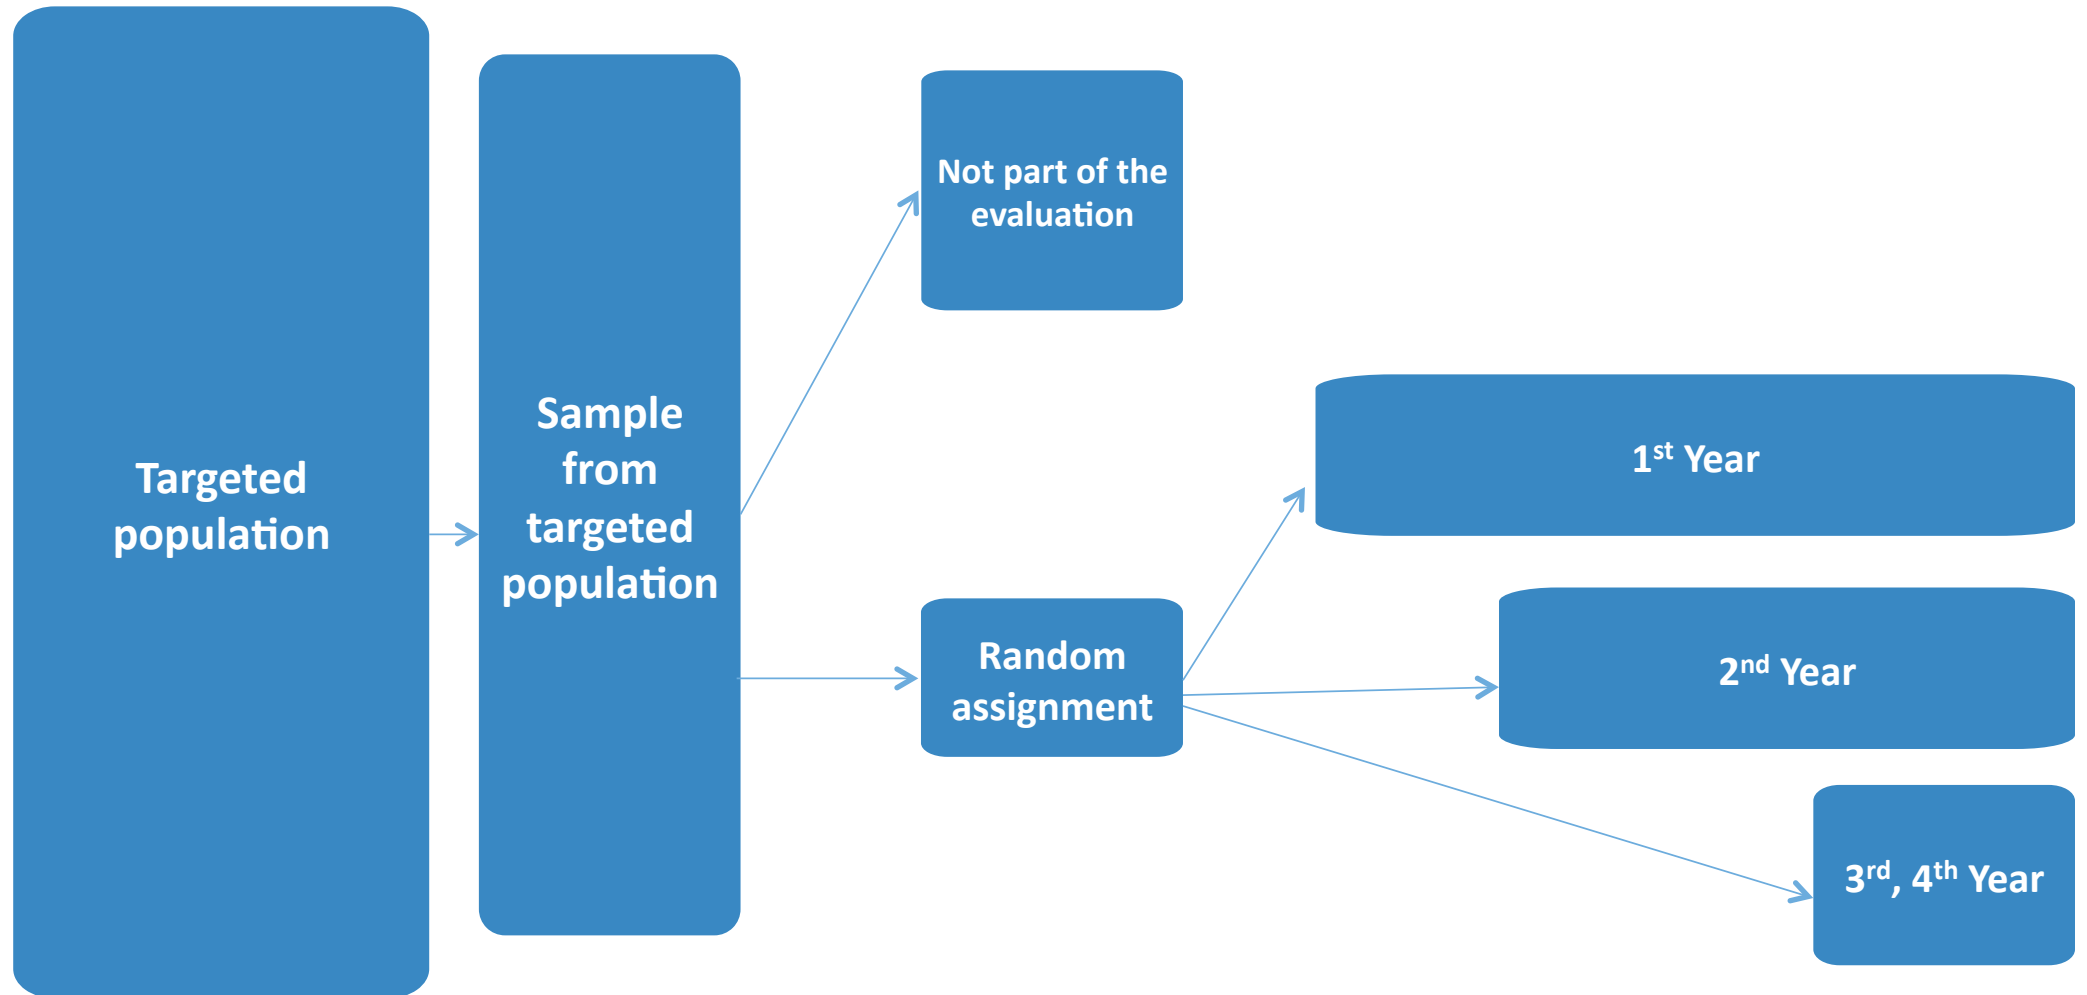 Targeted
population
Sample
from
targeted
population
Not part of the
evaluation
Random
assignment
1st Year
2nd Year
3rd, 4th Year